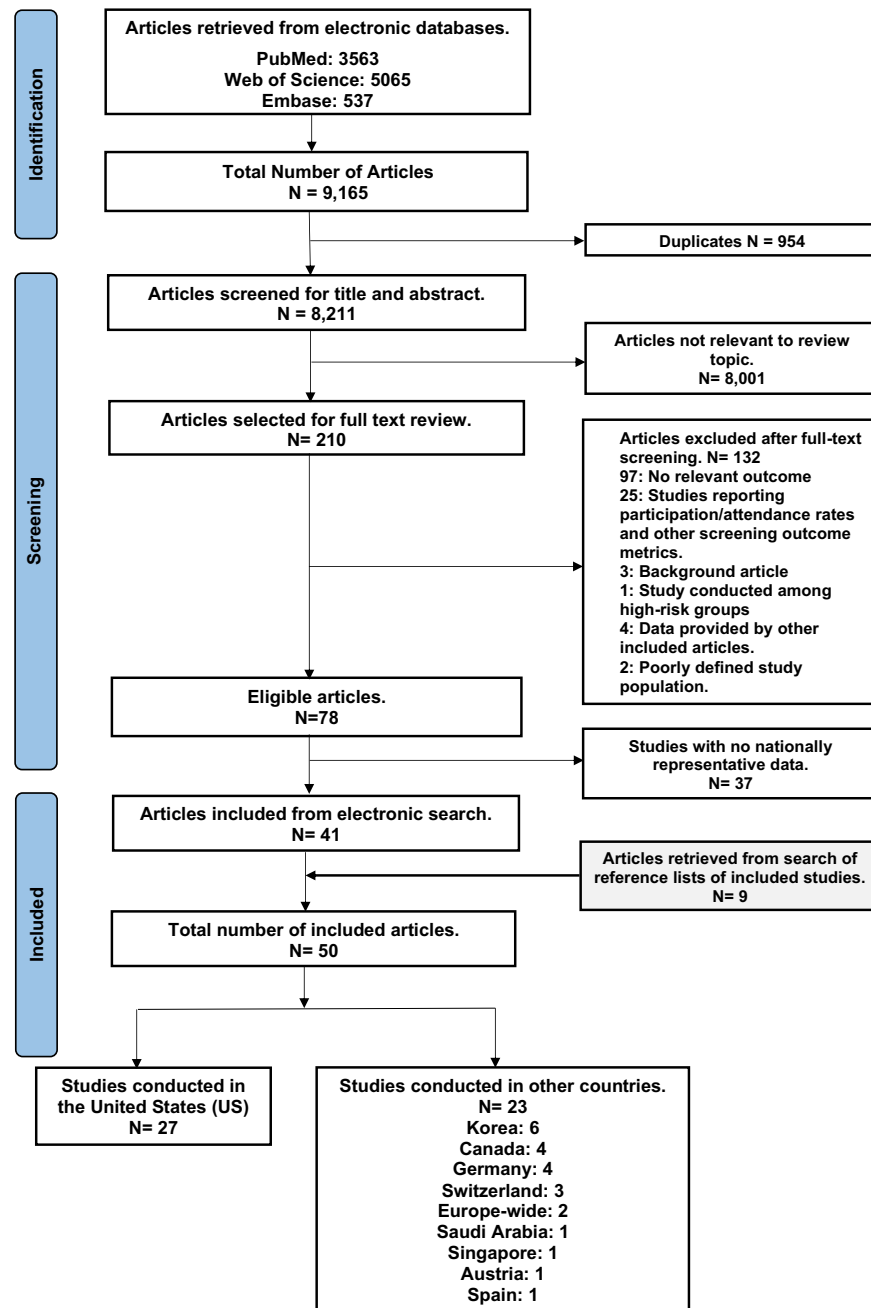 Identification
Articles retrieved from electronic databases.
PubMed: 3563
Web of Science: 5065
Embase: 537
Total Number of Articles
N = 9,165
Duplicates N = 954
Screening
Articles screened for title and abstract.
N = 8,211
Articles not relevant to review
topic.
N= 8,001
Articles selected for full text review.
N= 210
Articles excluded after full-text
screening. N= 132
97: No relevant outcome
25: Studies reporting
participation/attendance rates
and other screening outcome
metrics.
3: Background article
1: Study conducted among
high-risk groups
4: Data provided by other
included articles.
2: Poorly defined study
population.
Eligible articles.
N=78
Studies with no nationally
representative data.
N= 37
Included
Articles included from electronic search.
N= 41
Articles retrieved from search of
reference lists of included studies.
N= 9
Total number of included articles.
N= 50
Studies conducted in
the United States (US)
N= 27
Studies conducted in other countries.
N= 23
Korea: 6
Canada: 4
Germany: 4
Switzerland: 3
Europe-wide: 2
Saudi Arabia: 1
Singapore: 1
Austria: 1
Spain: 1